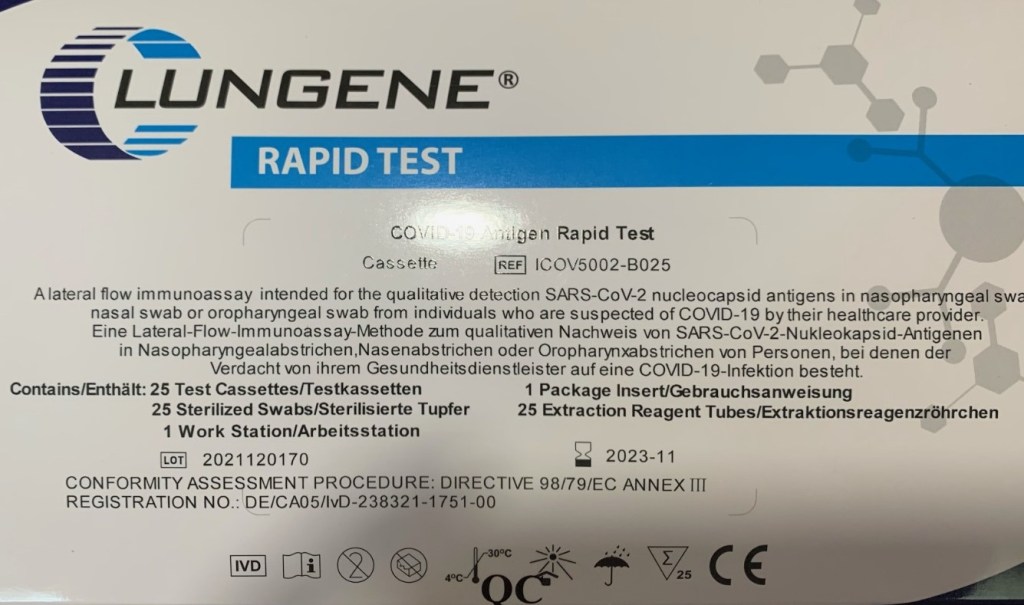 CLUNGENE®
RAPID TEST
COVID-19 Antigen Rapid Test
Cassette REF ICOV5002-B025
A lateral flow immunoassay intended for the qualitative detection SARS-CoV-2 nucleocapsid antigens in nasopharyngeal swa
nasal swab or oropharyngeal swab from individuals who are suspected of COVID-19 by their healthcare provider.
Eine Lateral-Flow-Immunoassay-Methode zum qualitativen Nachweis von SARS-CoV-2-Nukleokapsid-Antigenen
in Nasopharyngealabstrichen,Nasenabstrichen oder Oropharynxabstrichen von Personen, bei denen der
Verdacht von ihrem Gesundheitsdienstleister auf eine COVID-19-Infektion besteht.
Contains/Enthält: 25 Test Cassettes/Testkassetten 1 Package Insert/Gebrauchsanweisung
25 Sterilized Swabs/Sterilisierte Tupfer 25 Extraction Reagent Tubes/Extraktionsreagenzröhrchen
1 Work Station/Arbeitsstation
LOT 2021120170 2023-11
CONFORMITY ASSESSMENT PROCEDURE: DIRECTIVE 98/79/EC ANNEX III
REGISTRATION NO.: DE/CA05/IvD-238321-1751-00
IVD i 2 4°C 30°C Σ 25 CE
QC